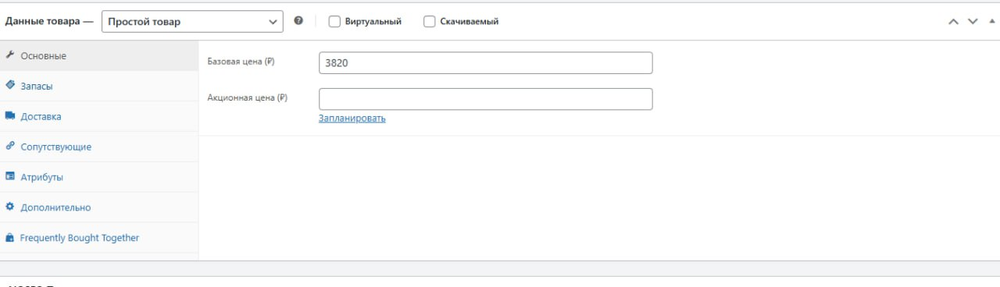 Данные товара — Простой товар Виртуальный Скачиваемый
Основные
Базовая цена (₽) 3820
Запасы
Акционная цена (₽)
Доставка
Запланировать
Сопутствующие
Атрибуты
Дополнительно
Frequently Bought Together